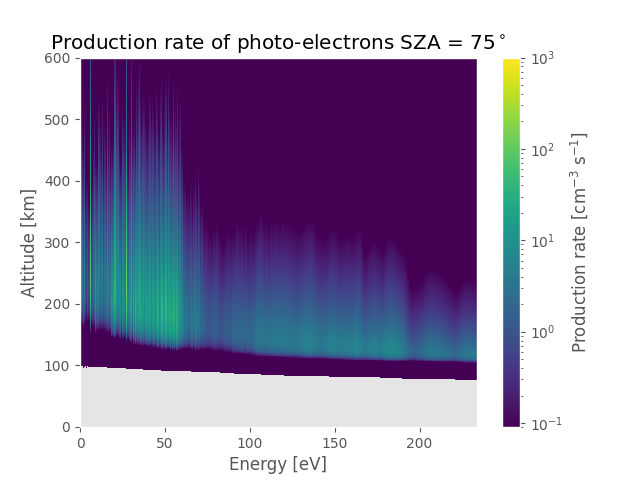 Production rate of photo-electrons SZA = 75°
600
500
400
300
200
100
0
Altitude [km]
0 50 100 150 200
Energy [eV]
10³
10²
10¹
10⁰
10⁻¹
Production rate [cm⁻³ s⁻¹]